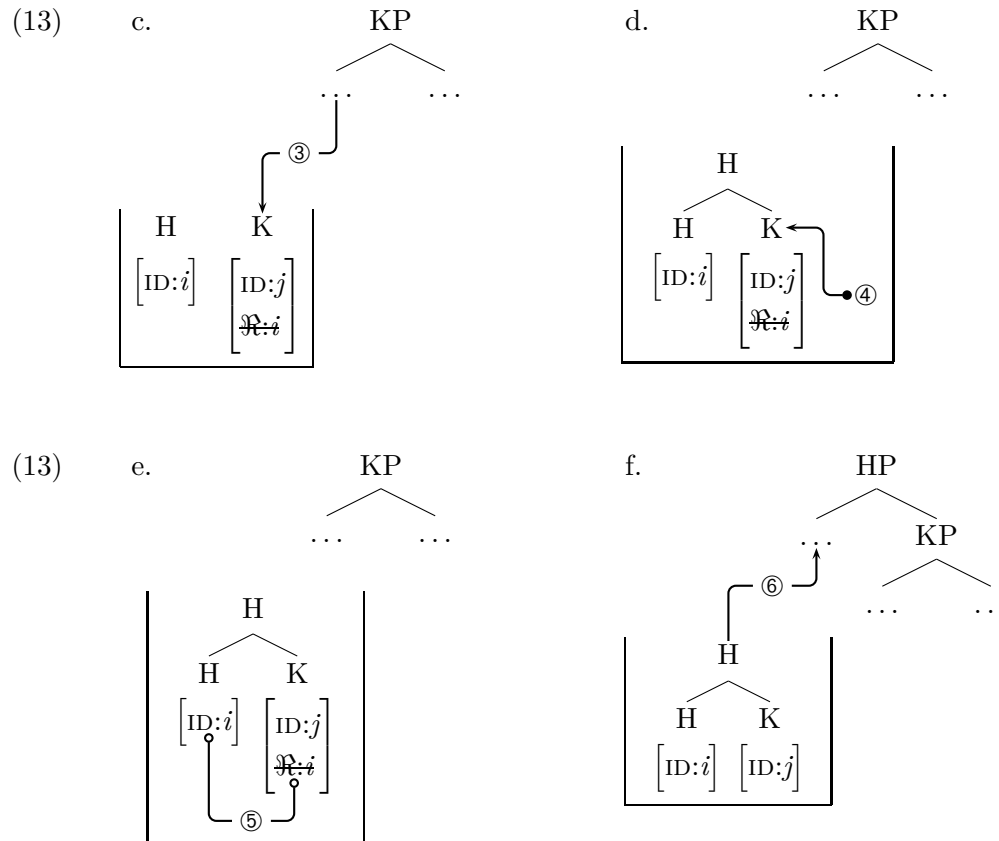 (13) c. KP d. KP
... ... ... ...
③
H
H K H K
[ID:i] [ID:j [ID:i] [ID:j
ℜ:i] ④
ℜ:i]
(13) e. KP f. HP
... ... ... KP
⑥
H ... ..
H
H K H K
[ID:i] [ID:j [ID:i] [ID:j]
ℜ:i]
⑤